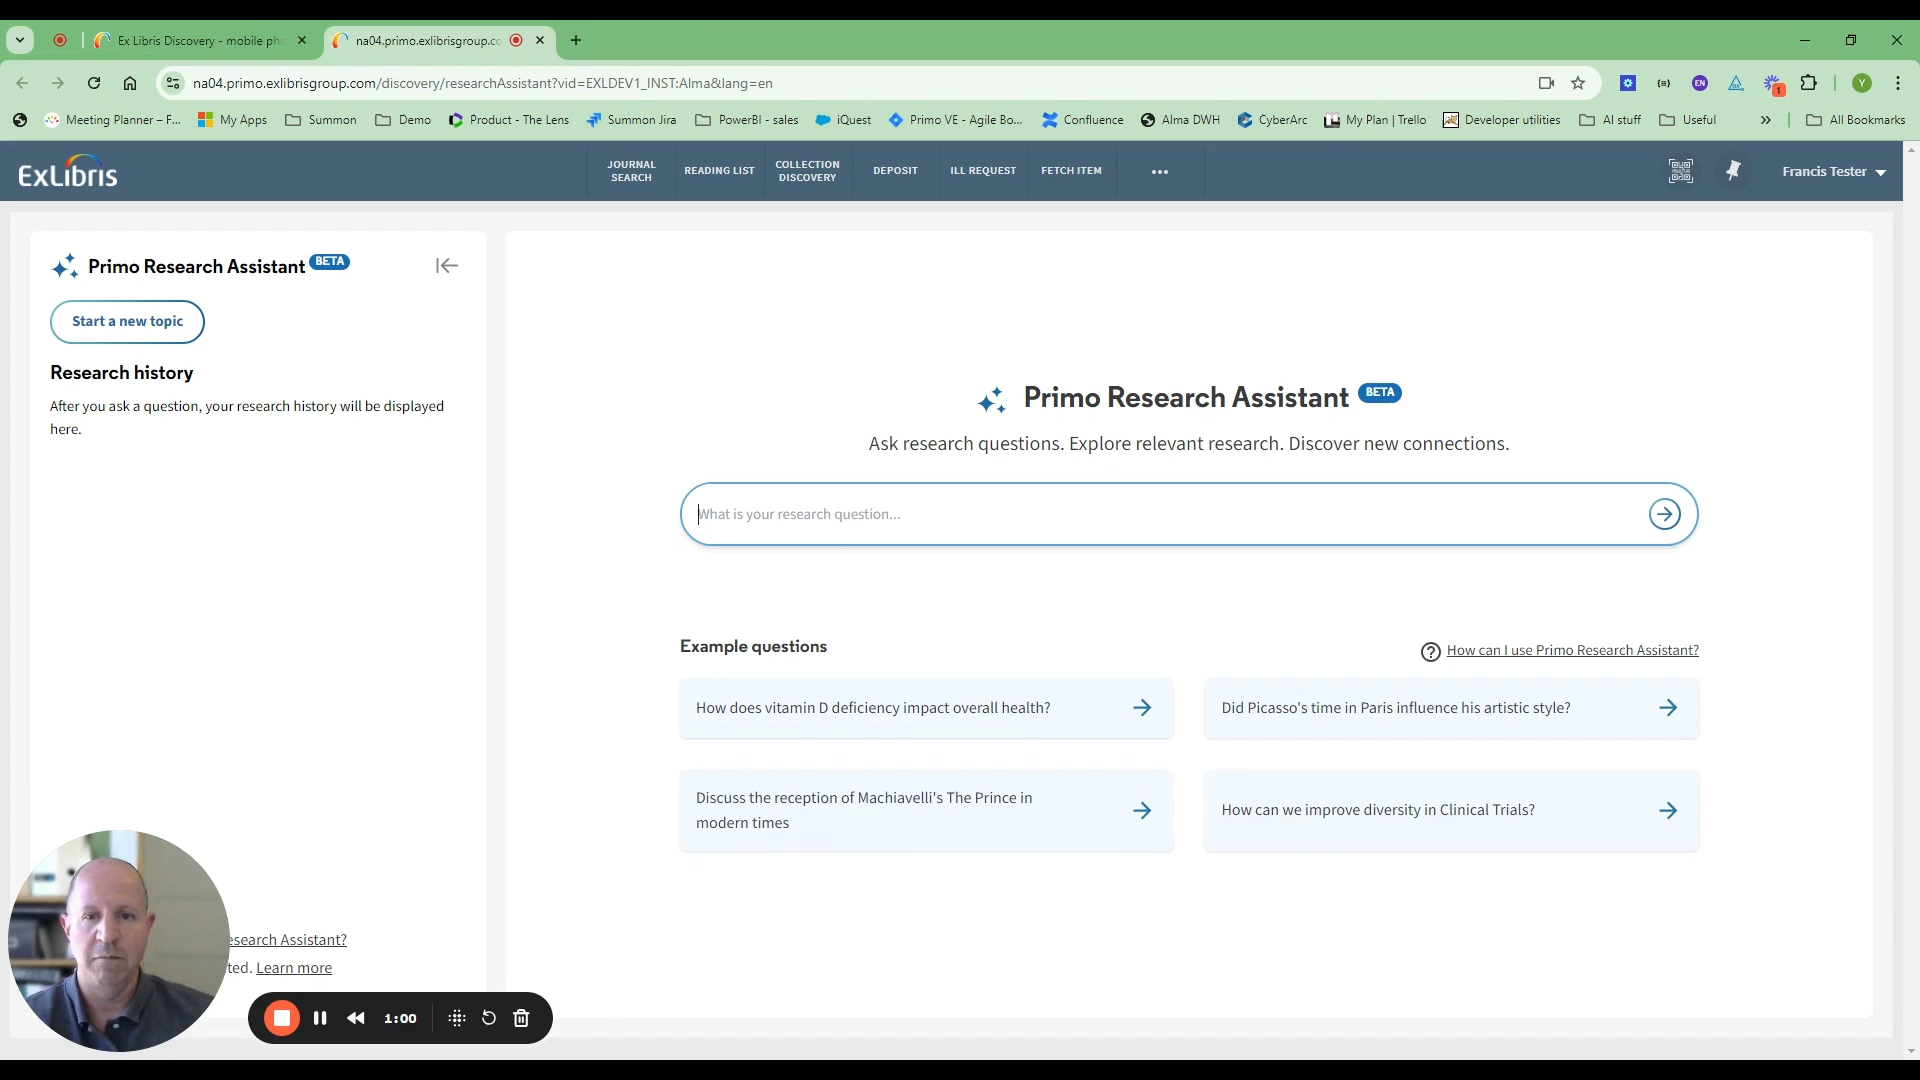 Ex Libris Discovery - mobile pho
na04.primo.exlibrisgroup.co
na04.primo.exlibrisgroup.com/discovery/researchAssistant?vid=EXLDEV1_INST:Alma&lang=en
EN
1
Y
Meeting Planner – F...
My Apps
Summon
Demo
Product - The Lens
Summon Jira
PowerBI - sales
iQuest
Primo VE - Agile Bo...
Confluence
Alma DWH
CyberArc
My Plan | Trello
Developer utilities
AI stuff
Useful
»
All Bookmarks
ExLibris
JOURNAL
SEARCH
READING LIST
COLLECTION
DISCOVERY
DEPOSIT
ILL REQUEST
FETCH ITEM
Francis Tester
Primo Research Assistant BETA
Start a new topic
Research history
After you ask a question, your research history will be displayed
here.
esearch Assistant?
ted. Learn more
1:00
Primo Research Assistant BETA
Ask research questions. Explore relevant research. Discover new connections.
What is your research question...
Example questions
How can I use Primo Research Assistant?
How does vitamin D deficiency impact overall health?
Did Picasso's time in Paris influence his artistic style?
Discuss the reception of Machiavelli's The Prince in
modern times
How can we improve diversity in Clinical Trials?